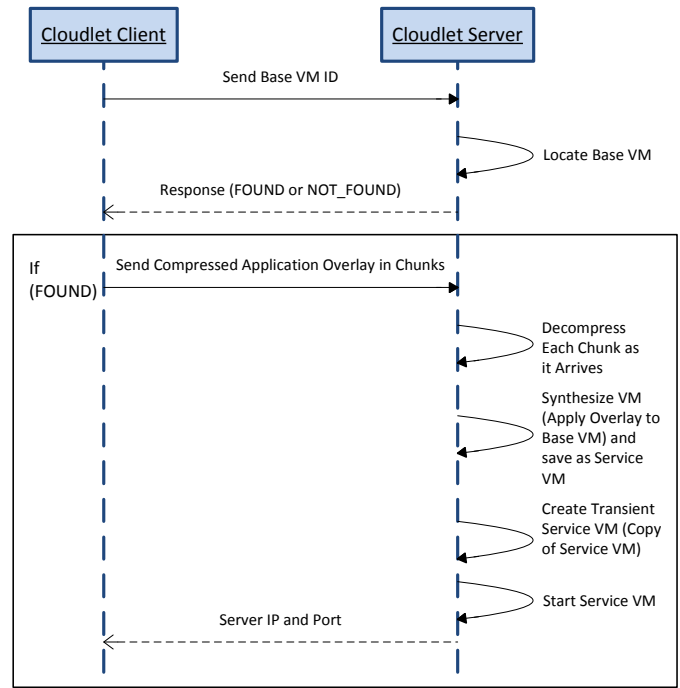 Cloudlet Client
Cloudlet Server
Send Base VM ID
Locate Base VM
Response (FOUND or NOT_FOUND)
If
(FOUND)
Send Compressed Application Overlay in Chunks
Decompress
Each Chunk as
it Arrives
Synthesize VM
(Apply Overlay to
Base VM) and
save as Service
VM
Create Transient
Service VM (Copy
of Service VM)
Start Service VM
Server IP and Port